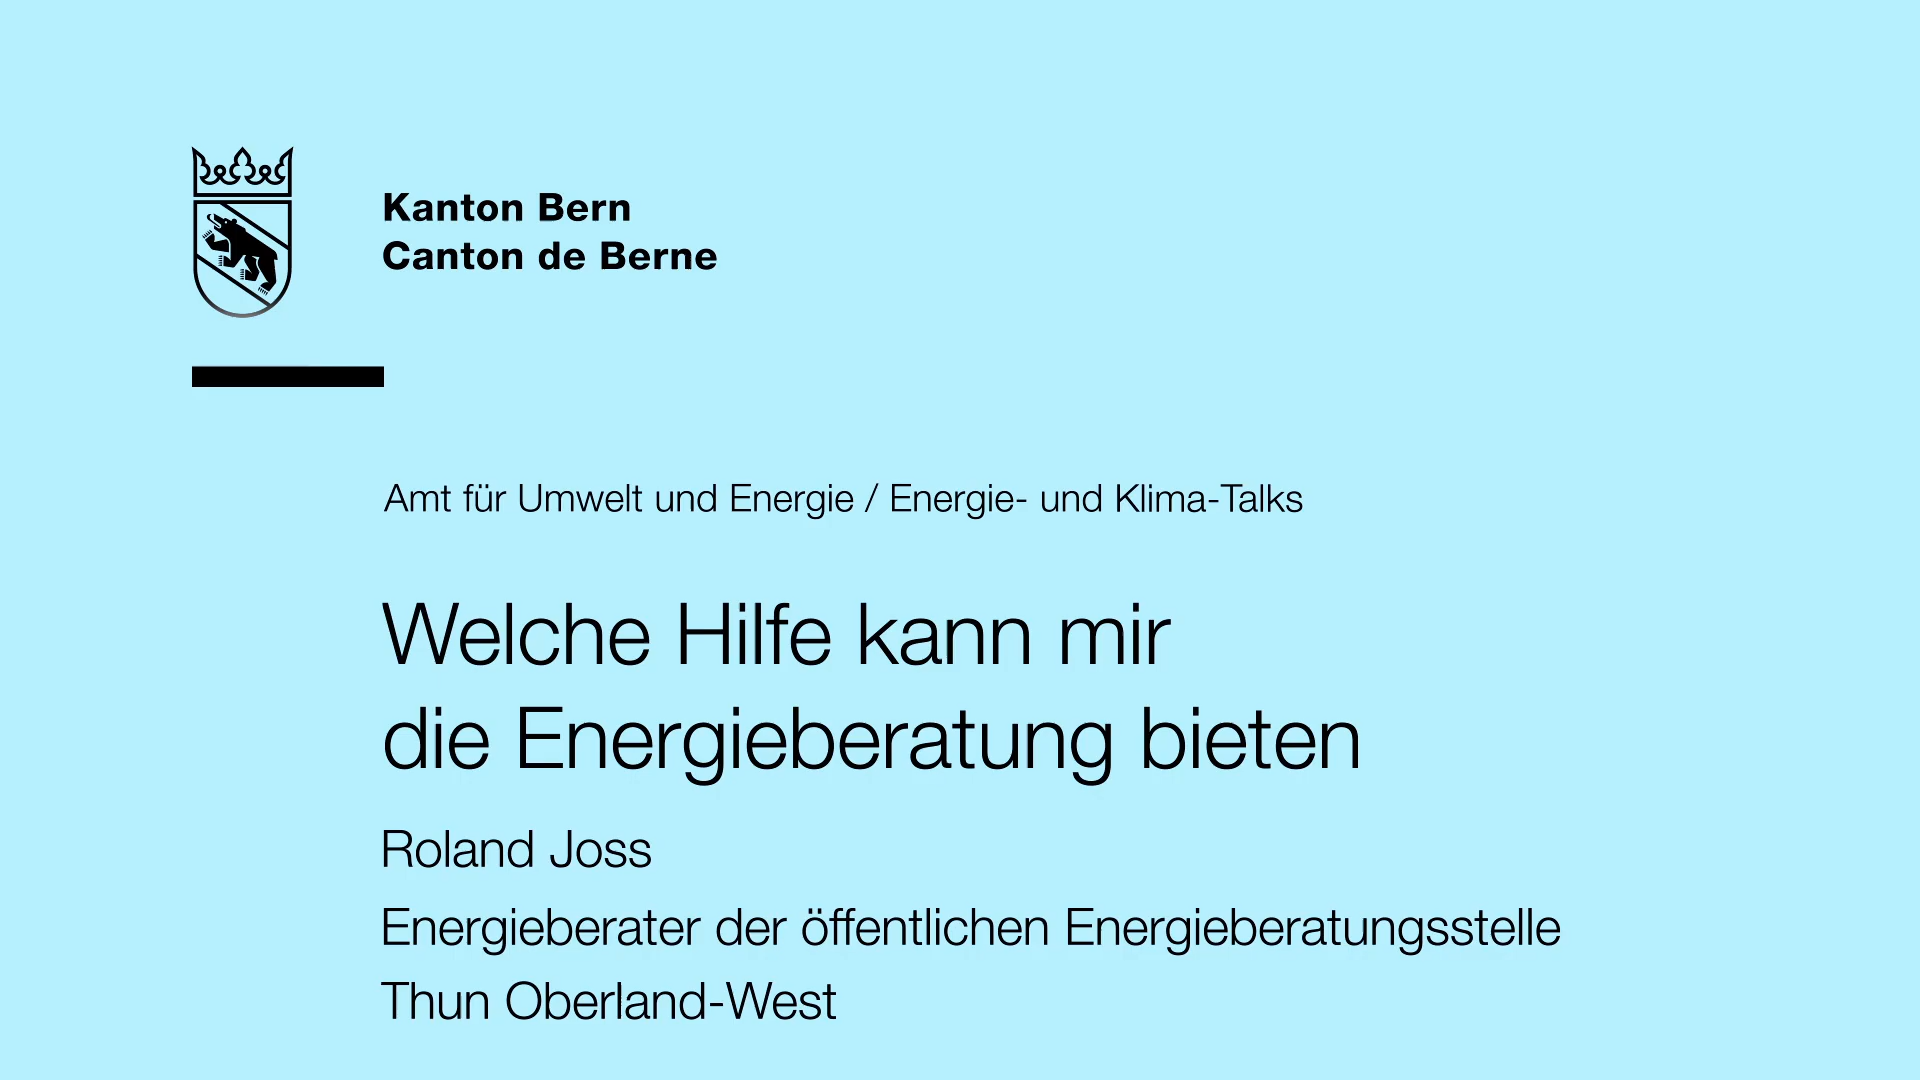 Kanton Bern
Canton de Berne
Amt für Umwelt und Energie / Energie- und Klima-Talks
Welche Hilfe kann mir
die Energieberatung bieten
Roland Joss
Energieberater der öffentlichen Energieberatungsstelle
Thun Oberland-West